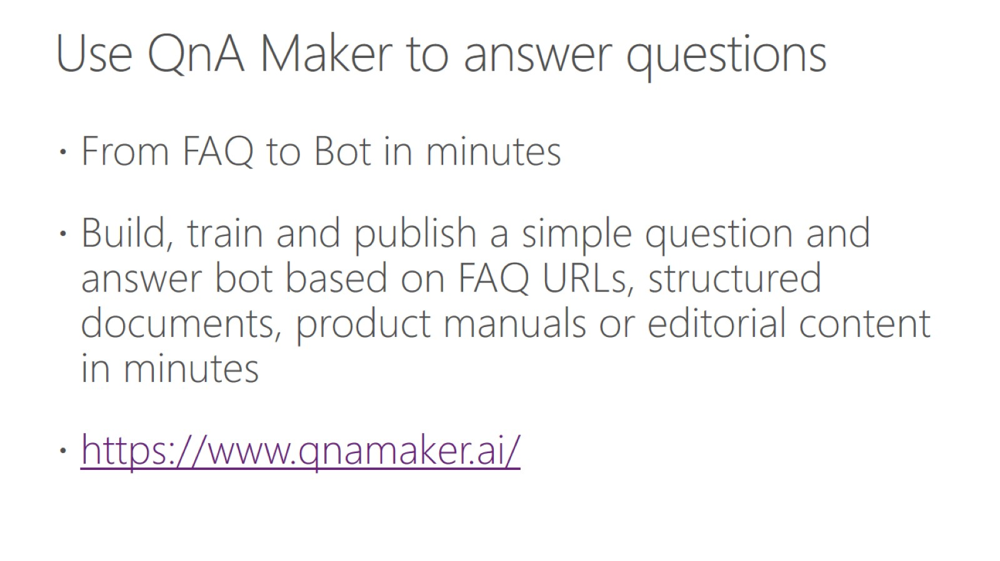 Use QnA Maker to answer questions
• From FAQ to Bot in minutes
• Build, train and publish a simple question and
answer bot based on FAQ URLs, structured
documents, product manuals or editorial content
in minutes
• https://www.qnamaker.ai/